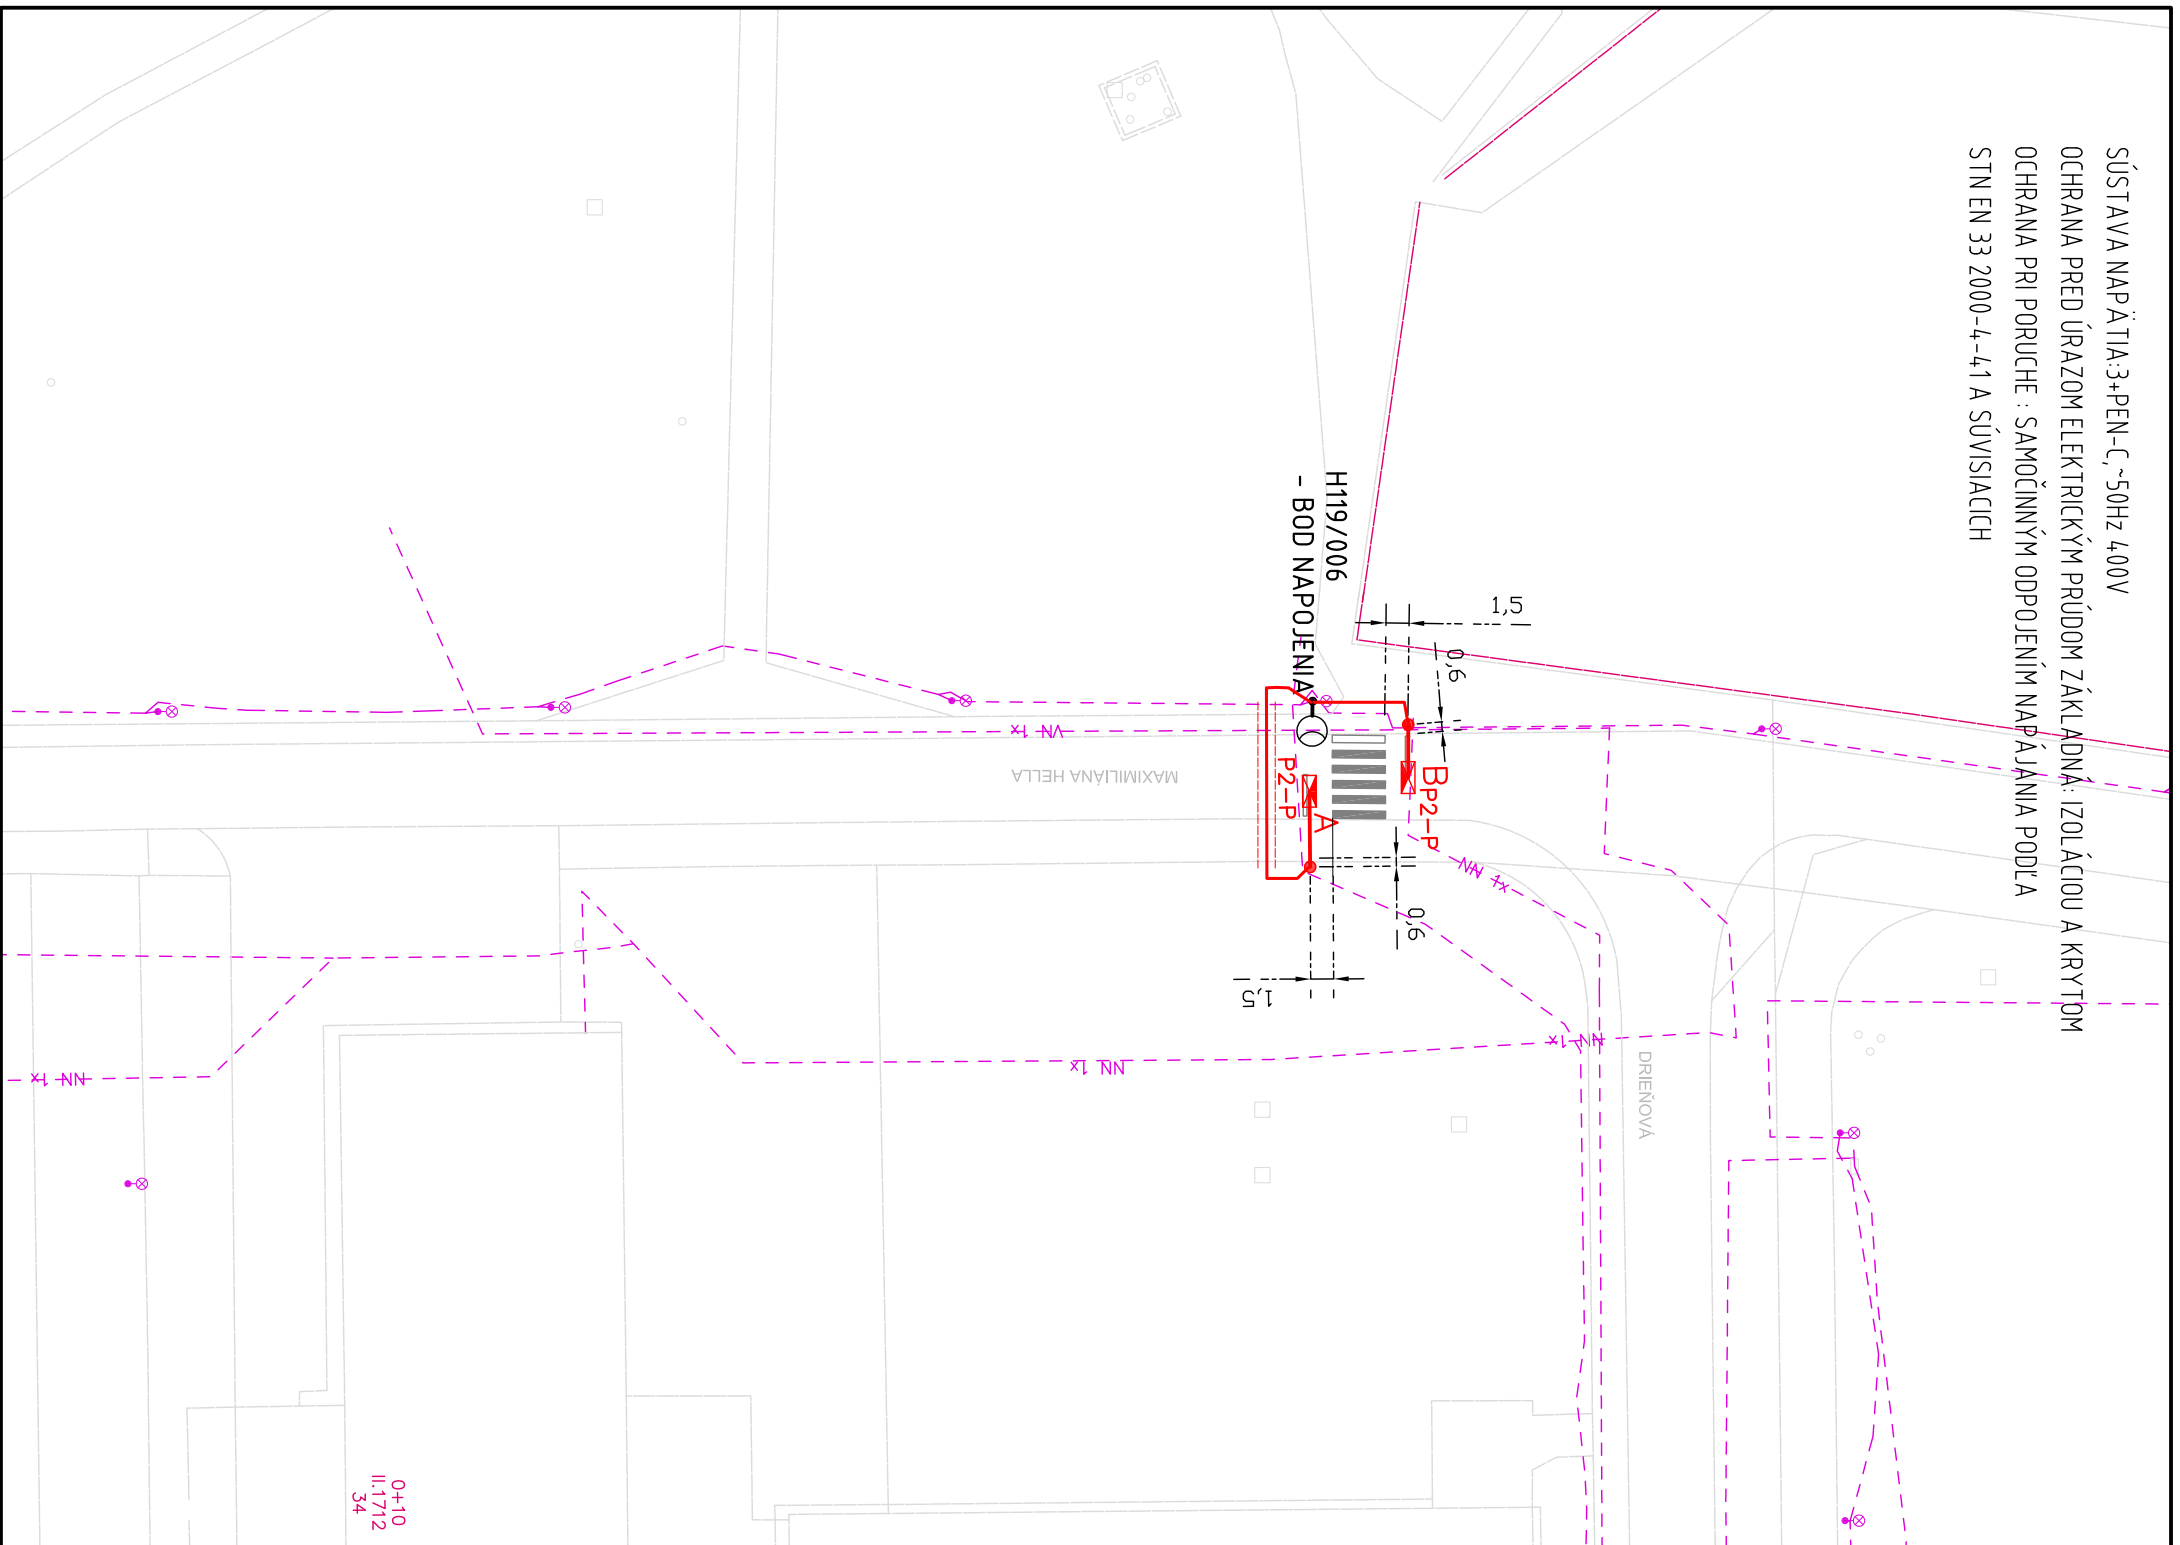 SÚSTAVA NAPÄTIA:3+PEN-C,~50Hz 400V
OCHRANA PRED ÚRAZOM ELEKTRICKÝM PRÚDOM ZÁKLADNÁ: IZOLÁCIOU A KRYTOM
OCHRANA PRI PORUCHE : SAMOČINNÝM ODPOJENÍM NAPÁJANIA PODĽA
STN EN 33 2000-4-41 A SÚVISIACICH
H119/006
- BOD NAPOJENIA
1,5
0,6
B
P2-P
P2-P
A
0,6
1,5
VN 1x
MAXIMILIÁNA HELLA
NN 1x
NN 1x
NN 1x
NN 1x
DRIEŇOVÁ
0+10
II.1712
34